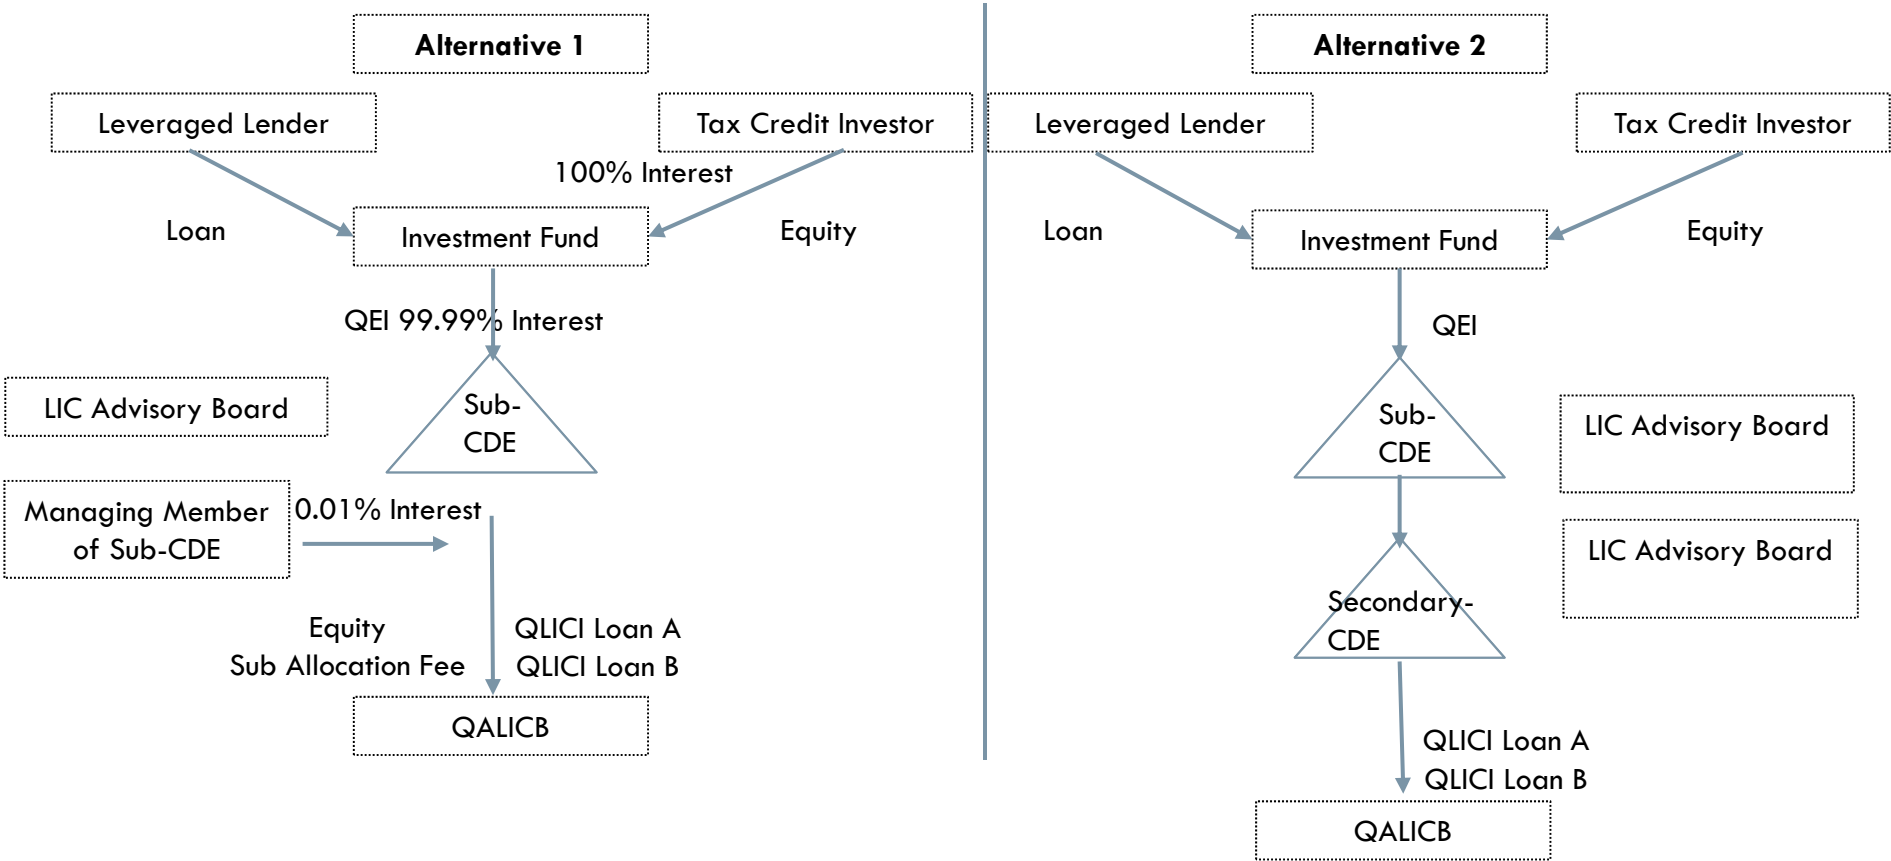 Alternative 1
Leveraged Lender
Tax Credit Investor
100% Interest
Loan
Investment Fund
Equity
QEI 99.99% Interest
LIC Advisory Board
Sub-
CDE
Managing Member
of Sub-CDE
0.01% Interest
Equity
Sub Allocation Fee
QLICI Loan A
QLICI Loan B
QALICB
Alternative 2
Leveraged Lender
Tax Credit Investor
Loan
Investment Fund
Equity
QEI
Sub-
CDE
LIC Advisory Board
LIC Advisory Board
Secondary-
CDE
QLICI Loan A
QLICI Loan B
QALICB